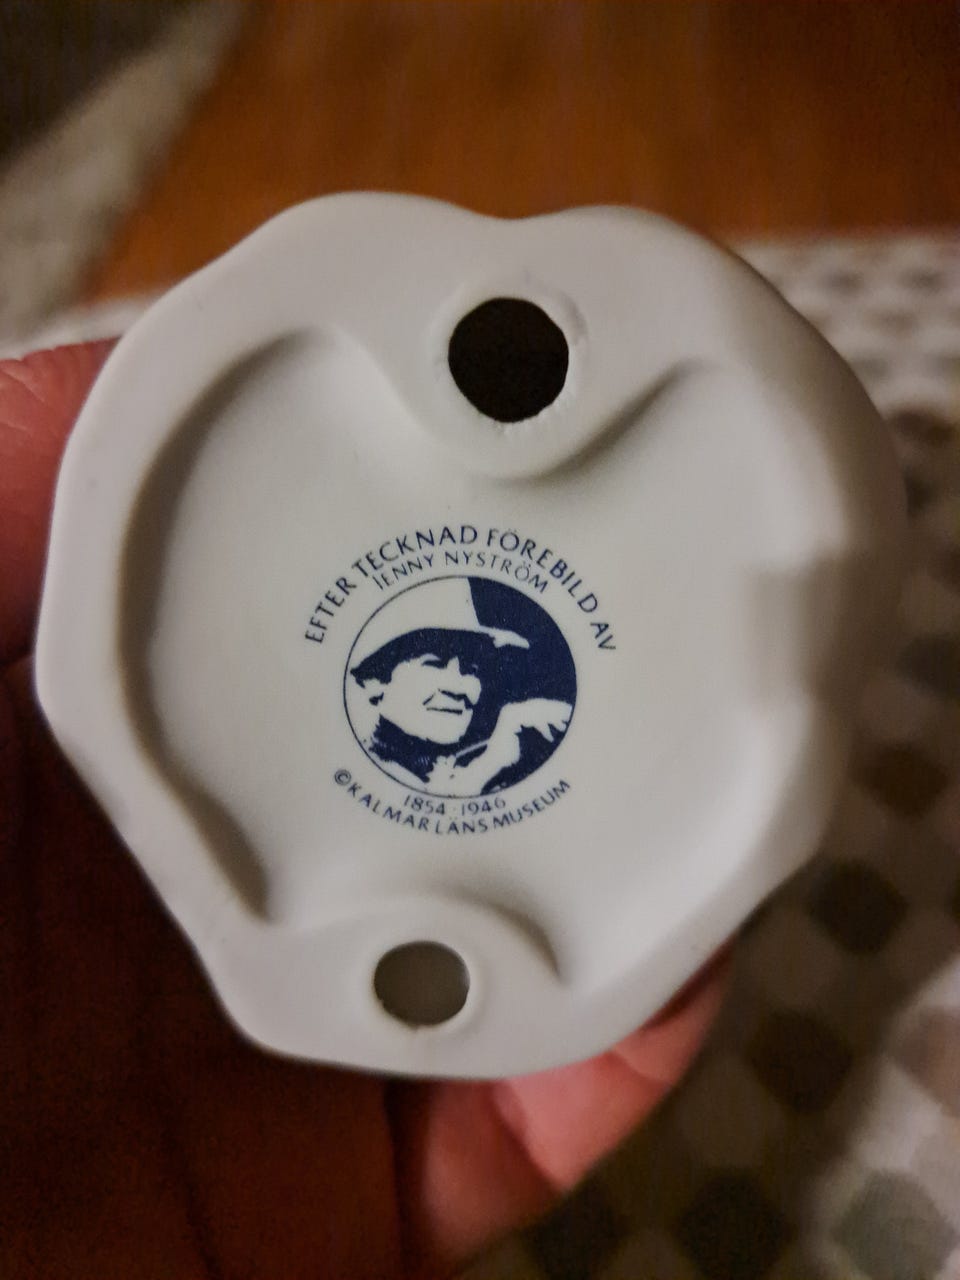 EFTER TECKNAD FÖREBILD AV
JENNY NYSTRÖM
1854-1946
©KALMAR LÄNS MUSEUM